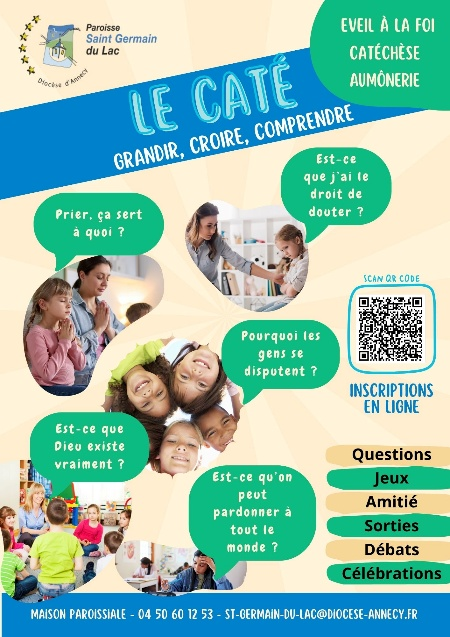 Paroisse
Saint Germain
du Lac
Diocèse d'Annecy
EVEIL À LA FOI
CATÉCHÈSE
AUMÔNERIE
LE CATÉ
GRANDIR, CROIRE, COMPRENDRE
Est-ce
que j'ai le
droit de
douter ?
Prier, ça sert
à quoi ?
SCAN QR CODE
Pourquoi les
gens se
disputent ?
INSCRIPTIONS
EN LIGNE
Est-ce que
Dieu existe
vraiment ?
Est-ce qu'on
peut
pardonner à
tout le
monde ?
Questions
Jeux
Amitié
Sorties
Débats
Célébrations
MAISON PAROISSIALE - 04 50 60 12 53 - ST-GERMAIN-DU-LAC@DIOCESE-ANNECY.FR